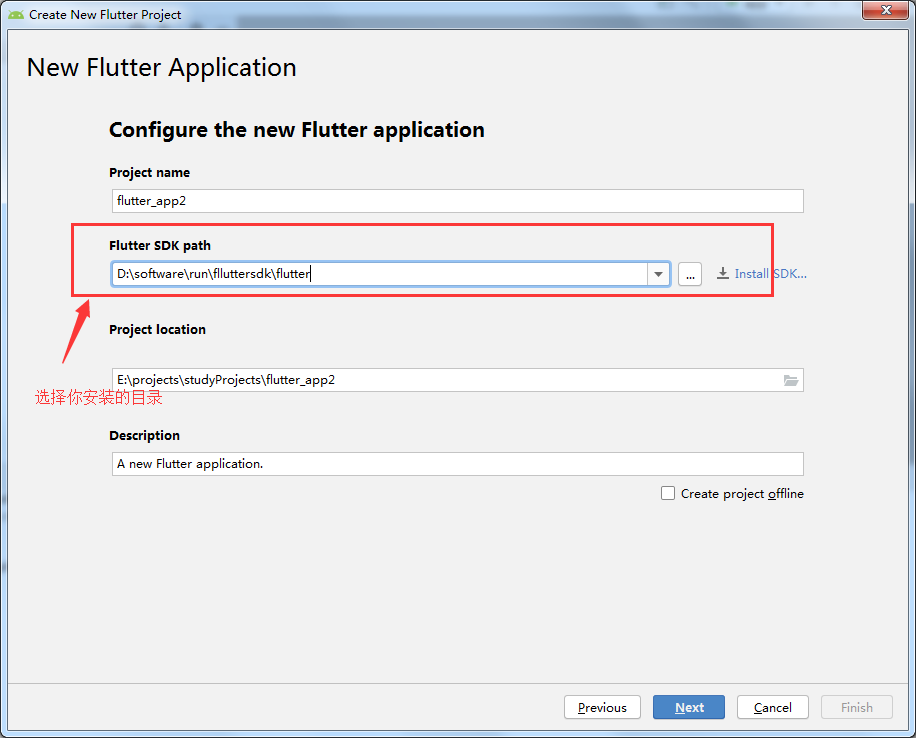 Create New Flutter Project
New Flutter Application
Configure the new Flutter application
Project name
flutter_app2
Flutter SDK path
D:\software\run\flluttersdk\flutter
...
Install SDK...
Project location
E:\projects\studyProjects\flutter_app2
选择你安装的目录
Description
A new Flutter application.
Create project offline
Previous
Next
Cancel
Finish